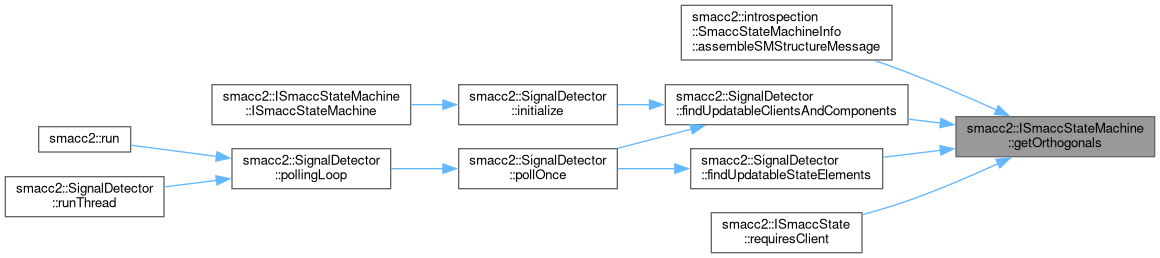 smacc2::introspection
::SmaccStateMachineInfo
::assembleSMStructureMessage
smacc2::ISmaccStateMachine
::ISmaccStateMachine
smacc2::SignalDetector
::initialize
smacc2::SignalDetector
::findUpdatableClientsAndComponents
smacc2::ISmaccStateMachine
::getOrthogonals
smacc2::run
smacc2::SignalDetector
::pollingLoop
smacc2::SignalDetector
::pollOnce
smacc2::SignalDetector
::findUpdatableStateElements
smacc2::SignalDetector
::runThread
smacc2::ISmaccState
::requiresClient